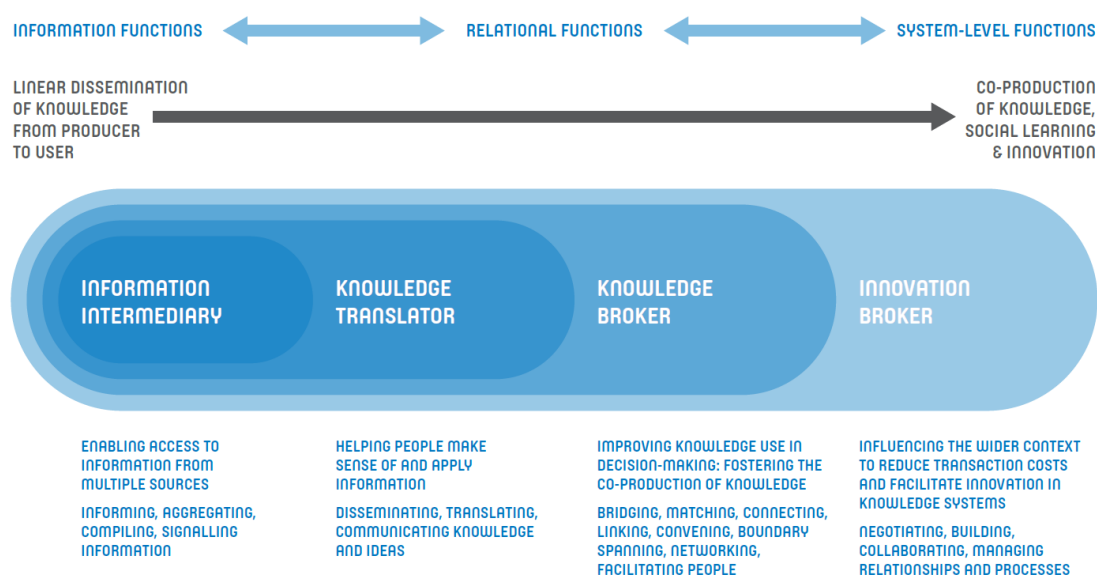 INFORMATION FUNCTIONS
RELATIONAL FUNCTIONS
SYSTEM-LEVEL FUNCTIONS
LINEAR DISSEMINATION
OF KNOWLEDGE
FROM PRODUCER
TO USER
CO-PRODUCTION
OF KNOWLEDGE,
SOCIAL LEARNING
& INNOVATION
INFORMATION
INTERMEDIARY
KNOWLEDGE
TRANSLATOR
KNOWLEDGE
BROKER
INNOVATION
BROKER
ENABLING ACCESS TO
INFORMATION FROM
MULTIPLE SOURCES
INFORMING, AGGREGATING,
COMPILING, SIGNALLING
INFORMATION
HELPING PEOPLE MAKE
SENSE OF AND APPLY
INFORMATION
DISSEMINATING, TRANSLATING,
COMMUNICATING KNOWLEDGE
AND IDEAS
IMPROVING KNOWLEDGE USE IN
DECISION-MAKING: FOSTERING THE
CO-PRODUCTION OF KNOWLEDGE
BRIDGING, MATCHING, CONNECTING,
LINKING, CONVENING, BOUNDARY
SPANNING, NETWORKING,
FACILITATING PEOPLE
INFLUENCING THE WIDER CONTEXT
TO REDUCE TRANSACTION COSTS
AND FACILITATE INNOVATION IN
KNOWLEDGE SYSTEMS
NEGOTIATING, BUILDING,
COLLABORATING, MANAGING
RELATIONSHIPS AND PROCESSES